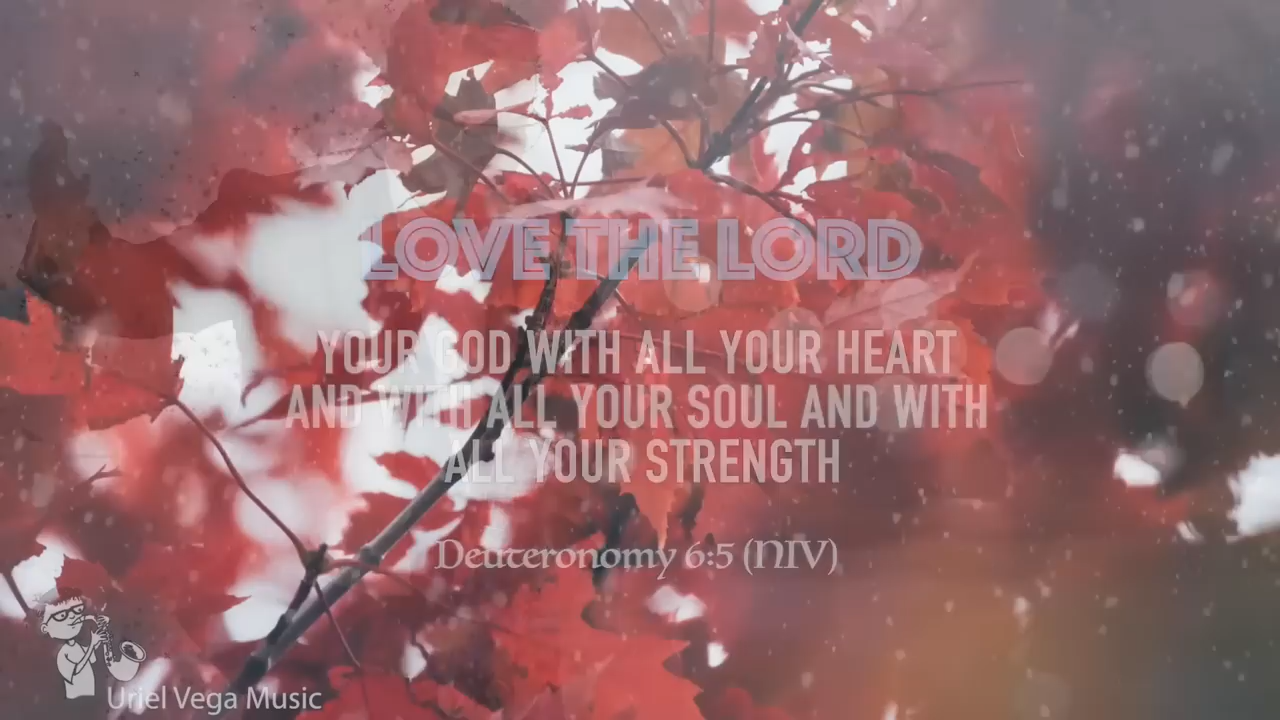 LOVE THE LORD
YOUR GOD WITH ALL YOUR HEART
AND WITH ALL YOUR SOUL AND WITH
ALL YOUR STRENGTH
Deuteronomy 6:5 (NIV)
Uriel Vega Music